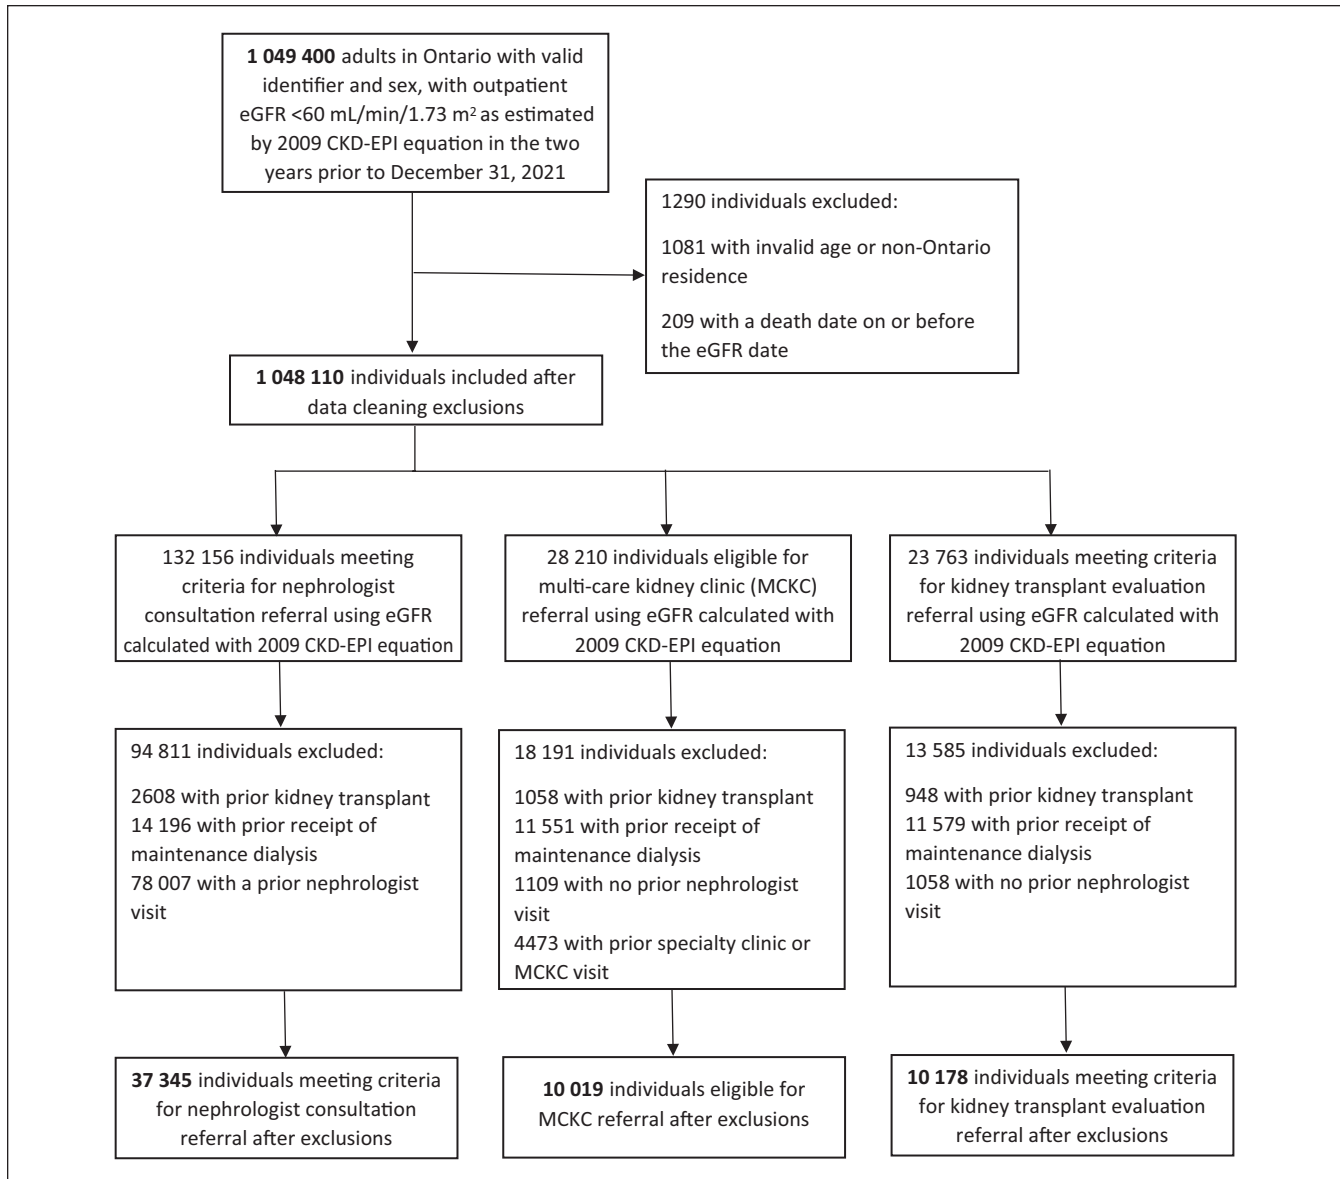 1 049 400 adults in Ontario with valid
identifier and sex, with outpatient
eGFR <60 mL/min/1.73 m² as estimated
by 2009 CKD-EPI equation in the two
years prior to December 31, 2021
1290 individuals excluded:
1081 with invalid age or non-Ontario
residence
209 with a death date on or before
the eGFR date
1 048 110 individuals included after
data cleaning exclusions
132 156 individuals meeting
criteria for nephrologist
consultation referral using eGFR
calculated with 2009 CKD-EPI equation
28 210 individuals eligible for
multi-care kidney clinic (MCKC)
referral using eGFR calculated with
2009 CKD-EPI equation
23 763 individuals meeting criteria
for kidney transplant evaluation
referral using eGFR calculated with
2009 CKD-EPI equation
94 811 individuals excluded:
2608 with prior kidney transplant
14 196 with prior receipt of
maintenance dialysis
78 007 with a prior nephrologist
visit
18 191 individuals excluded:
1058 with prior kidney transplant
11 551 with prior receipt of
maintenance dialysis
1109 with no prior nephrologist
visit
4473 with prior specialty clinic or
MCKC visit
13 585 individuals excluded:
948 with prior kidney transplant
11 579 with prior receipt of
maintenance dialysis
1058 with no prior nephrologist
visit
37 345 individuals meeting criteria
for nephrologist consultation
referral after exclusions
10 019 individuals eligible for
MCKC referral after exclusions
10 178 individuals meeting criteria
for kidney transplant evaluation
referral after exclusions